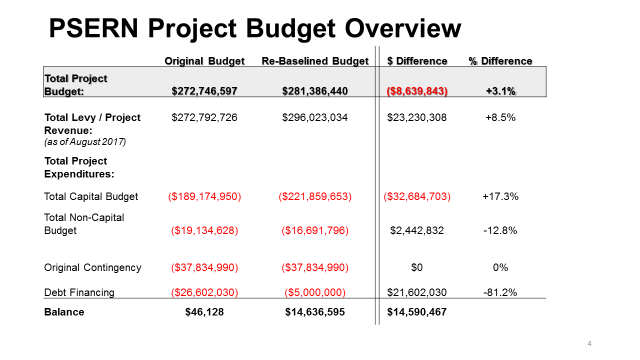 PSERN Project Budget Overview
Original Budget Re-Baselined Budget $ Difference % Difference
Total Project
Budget: $272,746,597 $281,386,440 ($8,639,843) +3.1%
Total Levy / Project $272,792,726 $296,023,034 $23,230,308 +8.5%
Revenue:
(as of August 2017)
Total Project
Expenditures:
Total Capital Budget ($189,174,950) ($221,859,653) ($32,684,703) +17.3%
Total Non-Capital
Budget ($19,134,628) ($16,691,796) $2,442,832 -12.8%
Original Contingency ($37,834,990) ($37,834,990) $0 0%
Debt Financing ($26,602,030) ($5,000,000) $21,602,030 -81.2%
Balance $46,128 $14,636,595 $14,590,467
4